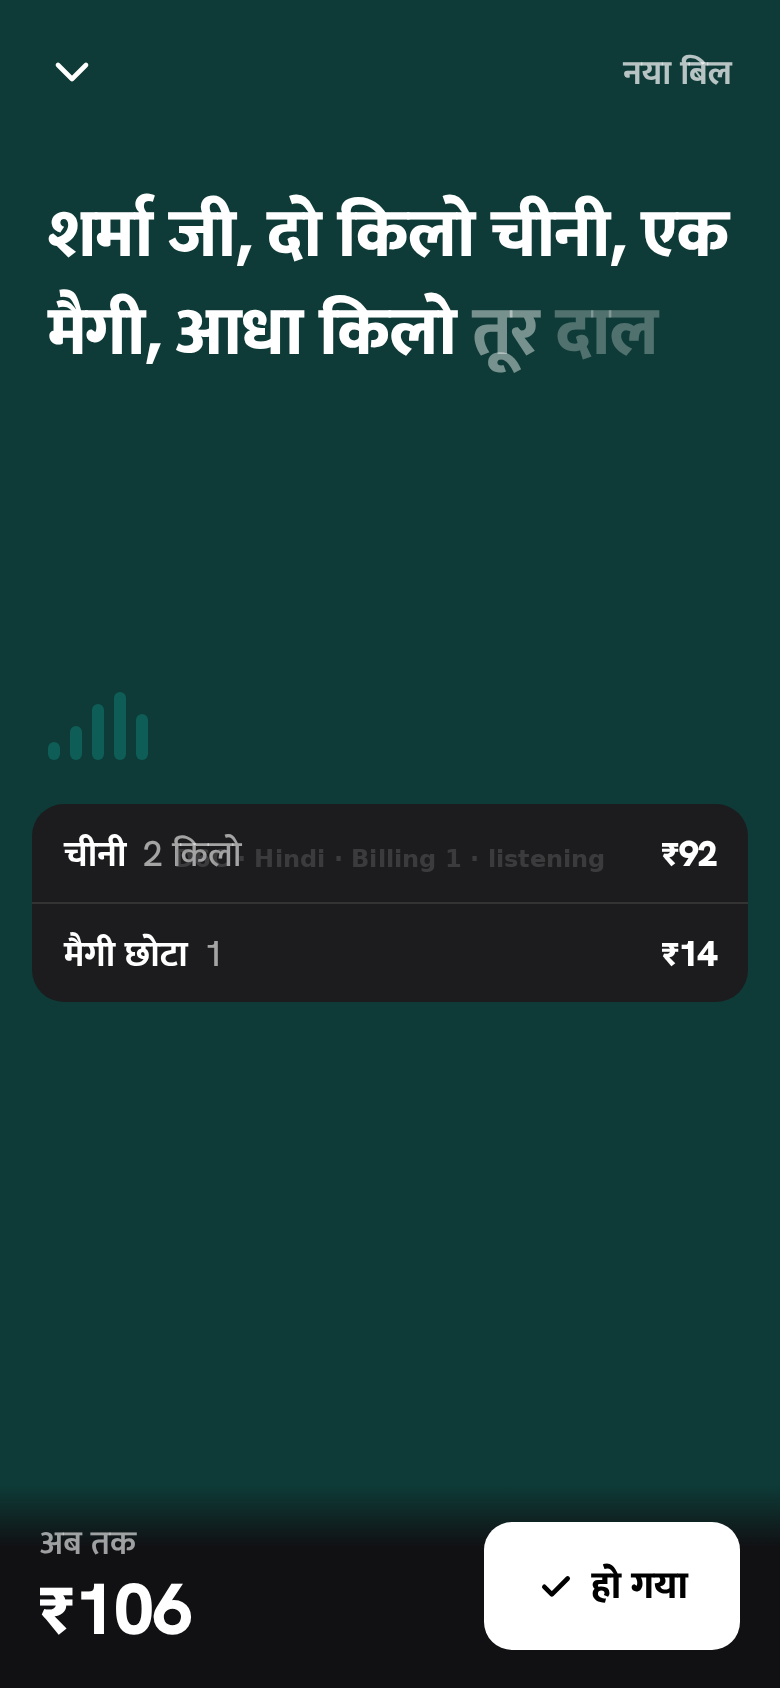 नया बिल
शर्मा जी, दो किलो चीनी, एक
मैगी, आधा किलो तूर दाल
चीनी 2 किलो ₹92
· Hindi · Billing 1 · listening
मैगी छोटा 1 ₹14
अब तक
₹106
हो गया